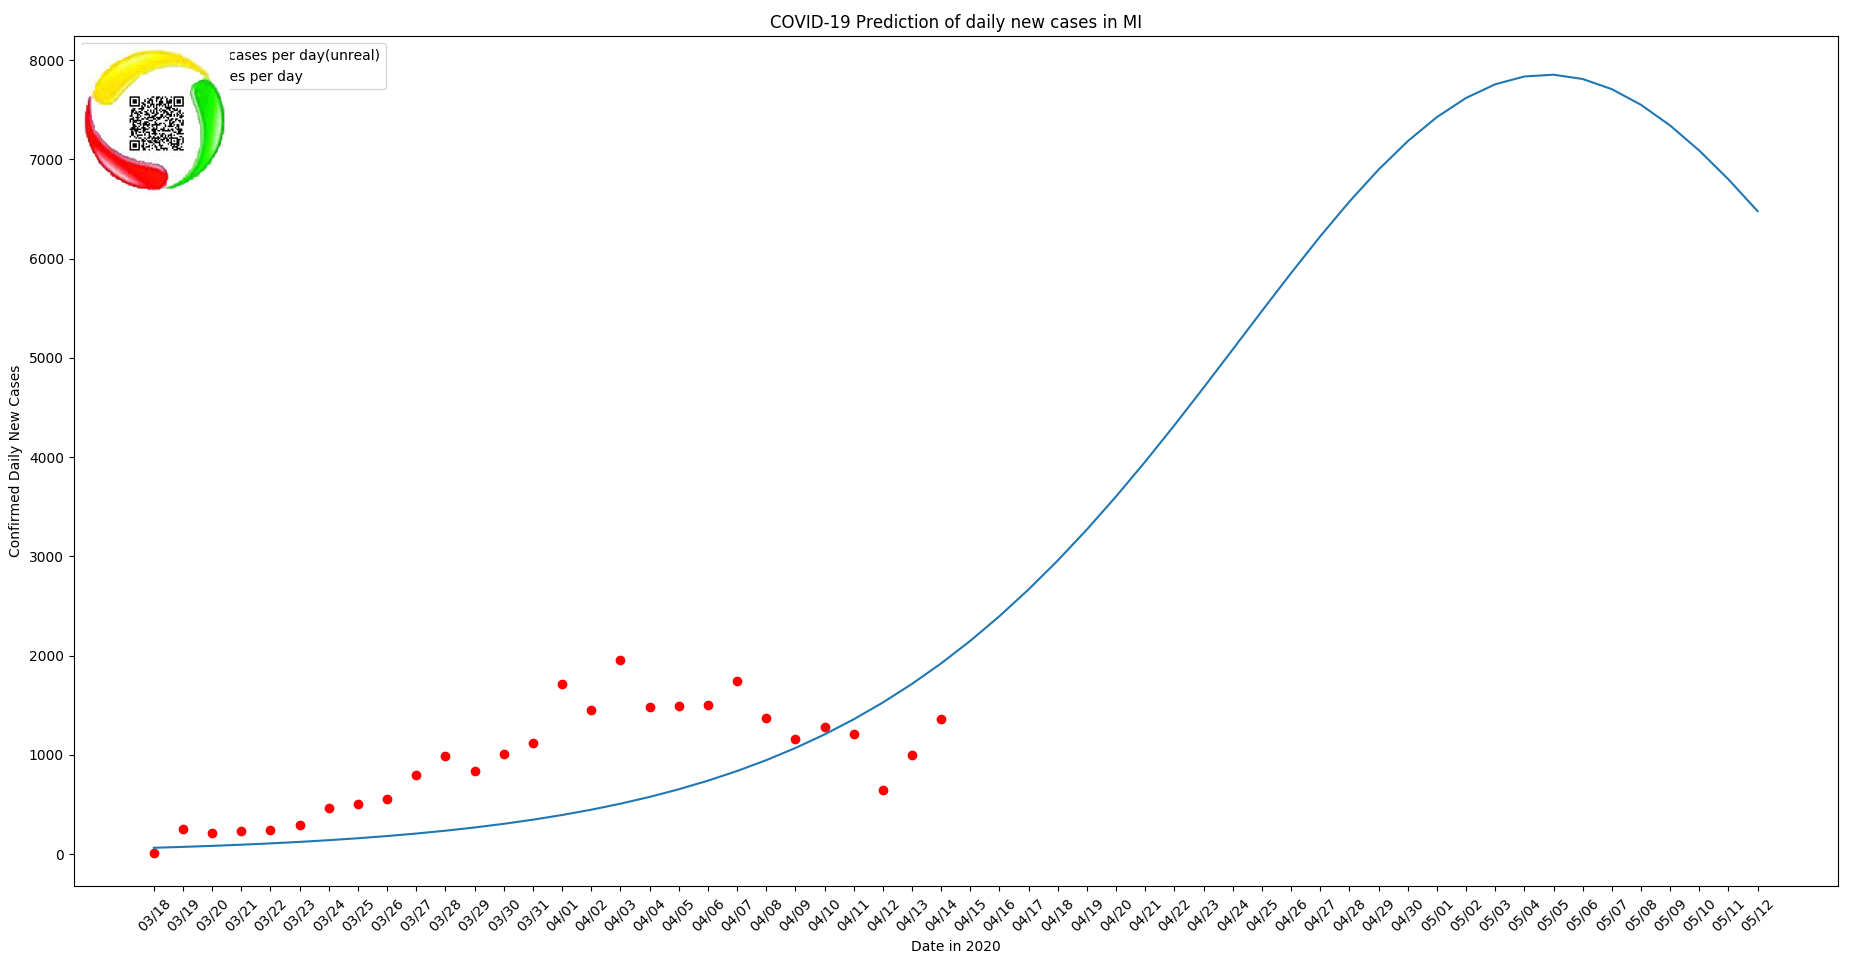 COVID-19 Prediction of daily new cases in MI
cases per day(unreal)
es per day
8000
7000
6000
5000
4000
3000
2000
1000
0
Confirmed Daily New Cases
03/18 03/19 03/20 03/21 03/22 03/23 03/24 03/25 03/26 03/27 03/28 03/29 03/30 03/31 04/01 04/02 04/03 04/04 04/05 04/06 04/07 04/08 04/09 04/10 04/11 04/12 04/13 04/14 04/15 04/16 04/17 04/18 04/19 04/20 04/21 04/22 04/23 04/24 04/25 04/26 04/27 04/28 04/29 04/30 05/01 05/02 05/03 05/04 05/05 05/06 05/07 05/08 05/09 05/10 05/11 05/12
Date in 2020